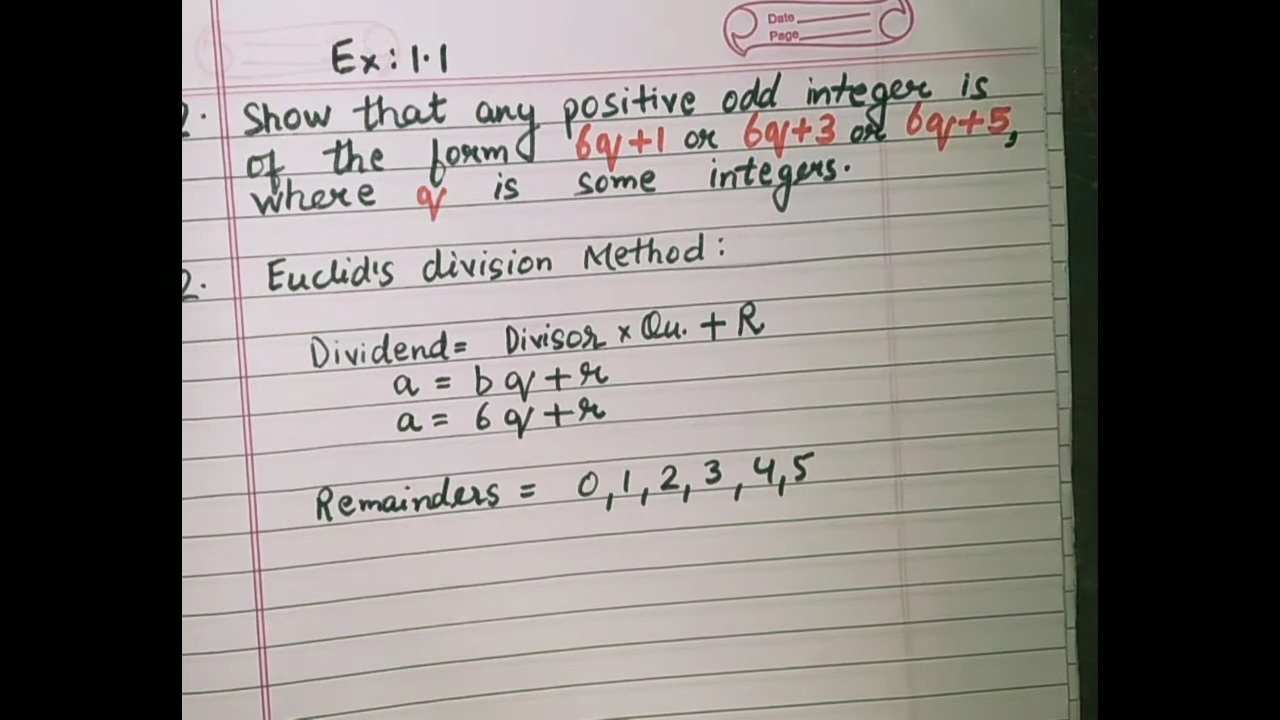 Date
Page
Ex: 1.1
2. Show that any positive odd integer is
of the form 6q+1 or 6q+3 or 6q+5,
where q is some integers.
2. Euclid's division Method:
Dividend= Divisor × Qu. + R
a = bq+r
a = 6q+r
Remainders = 0,1,2,3,4,5